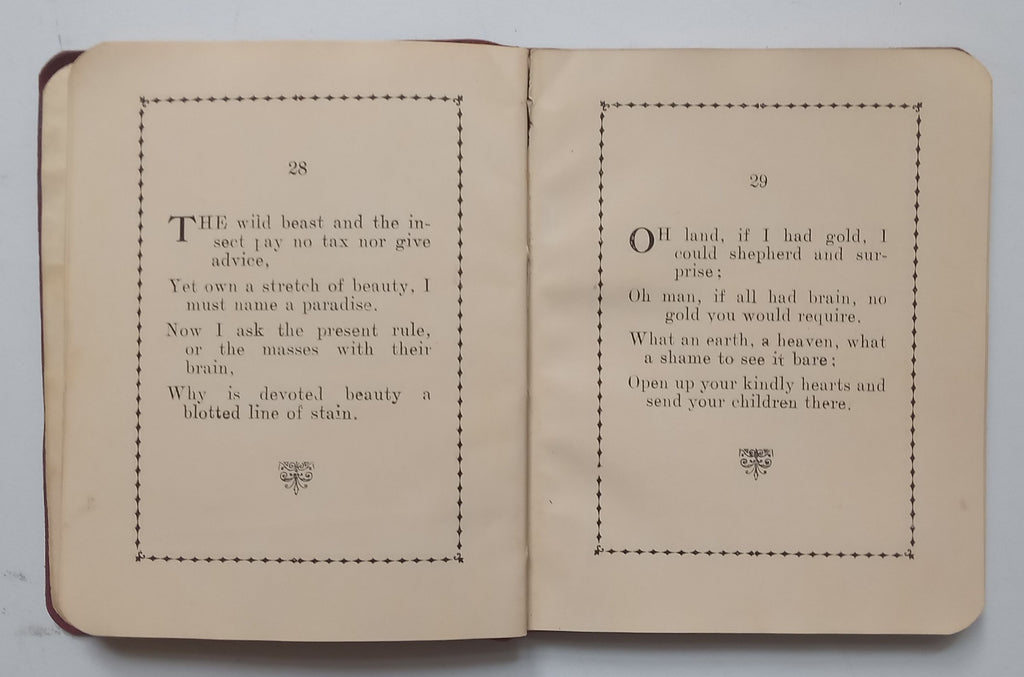 28
THE wild beast and the in-
sect pay no tax nor give
advice,
Yet own a stretch of beauty, I
must name a paradise.
Now I ask the present rule,
or the masses with their
brain,
Why is devoted beauty a
blotted line of stain.
29
OH land, if I had gold, I
could shepherd and sur-
prise;
Oh man, if all had brain, no
gold you would require.
What an earth, a heaven, what
a shame to see it bare;
Open up your kindly hearts and
send your children there.